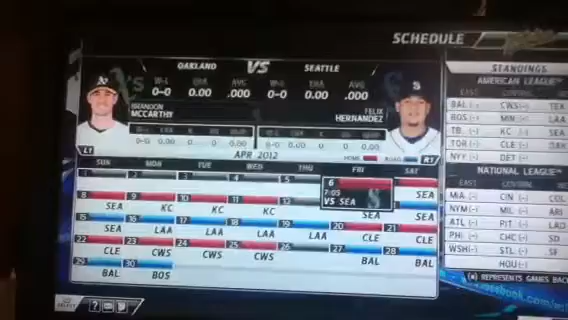 SCHEDULE
OAKLAND VS SEATTLE
W-L ERA AVG W-L ERA AVG
0-0 0.00 .000 0-0 0.00 .000
BRANDON
MCCARTHY
FELIX
HERNANDEZ
L1 APR 2012 HOME ROAD R1
SUN MON TUE WED THU FRI SAT
1 2 3 4 5 6
7:05
VS SEA
SEA
8 9 10 11 12
SEA KC KC KC SEA
15 16 17 18 19 20 21
SEA LAA LAA LAA CLE CLE
22 23 24 25 26 27 28
CLE CWS CWS CWS BAL BAL
29 30
BAL BOS
SELECT ?
STANDINGS
AMERICAN LEAGUE
EAST CENTRAL
BAL (-) CWS (-) TEX
BOS (-) MIN (-) LAA
TB (-) KC (-) SEA
TOR (-) CLE (-) OAK
NYY (-) DET (-)
NATIONAL LEAGUE
EAST CENTRAL
MIA (-) CIN (-) COL
NYM (-) MIL (-) ARI
ATL (-) PIT (-) LAD
PHI (-) CHC (-) SD
WSH (-) STL (-) SF
HOU (-)
REPRESENTS GAMES BACK